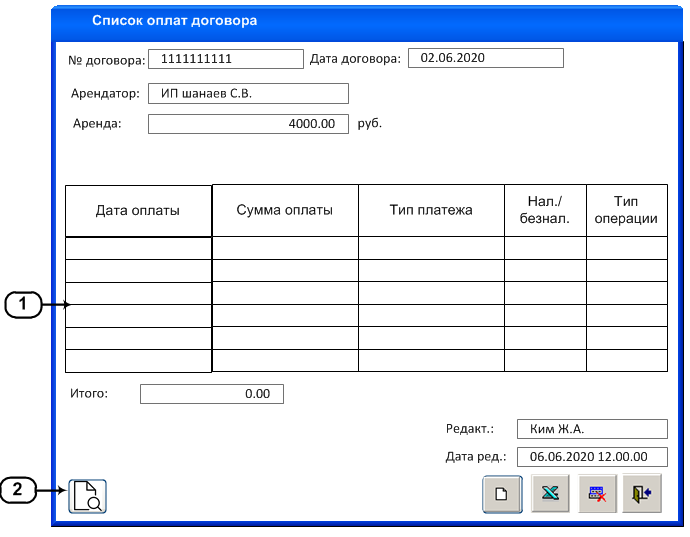 Список оплат договора
№ договора: 1111111111 Дата договора: 02.06.2020
Арендатор: ИП шанаев С.В.
Аренда: 4000.00 руб.
Дата оплаты Сумма оплаты Тип платежа Нал./ безнал. Тип операции
1
Итого: 0.00
Редакт.: Ким Ж.А.
Дата ред.: 06.06.2020 12.00.00
2